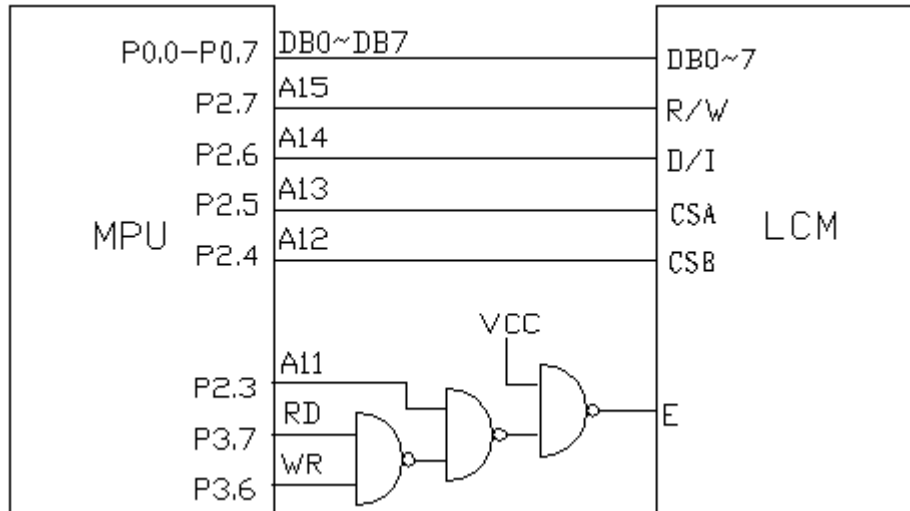 P0.0-P0.7 DB0~DB7 DB0~7
P2.7 A15 R/W
P2.6 A14 D/I
P2.5 A13 CSA
MPU LCM
P2.4 A12 CSB
VCC
P2.3 A11
P3.7 RD E
P3.6 WR